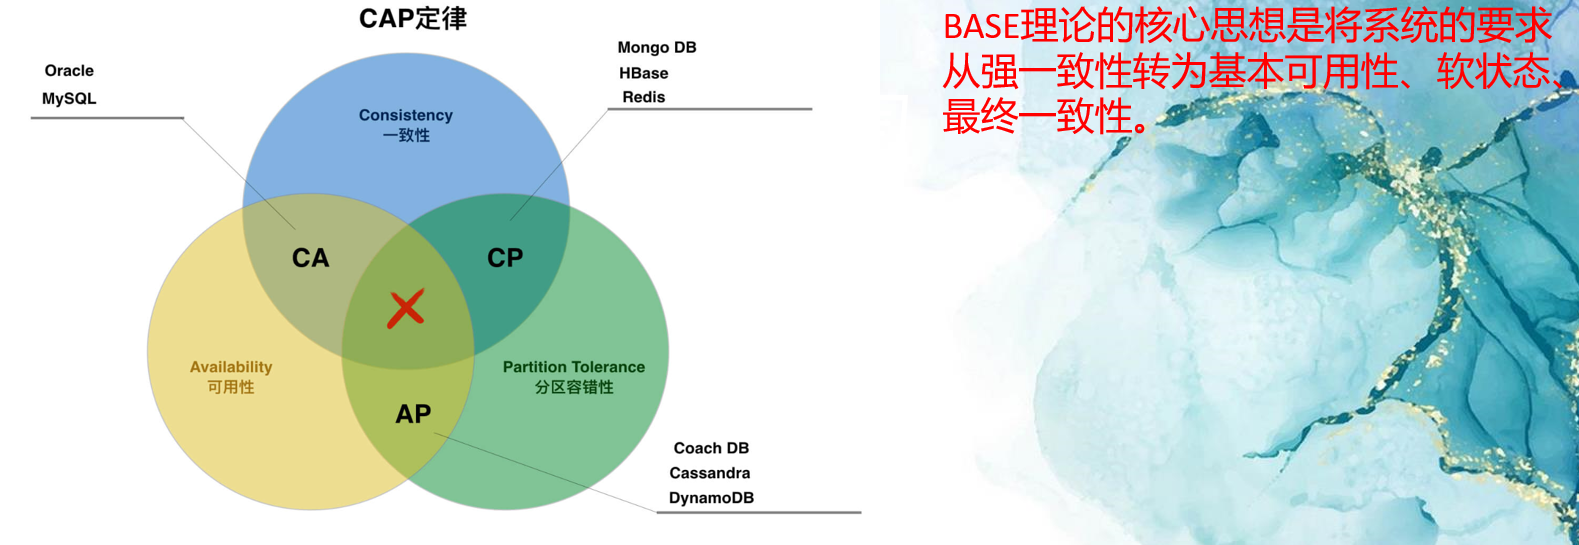 CAP定律
Oracle
MySQL
Mongo DB
HBase
Redis
Consistency
一致性
CA
CP
Availability
可用性
Partition Tolerance
分区容错性
AP
Coach DB
Cassandra
DynamoDB
BASE理论的核心思想是将系统的要求
从强一致性转为基本可用性、软状态、
最终一致性。